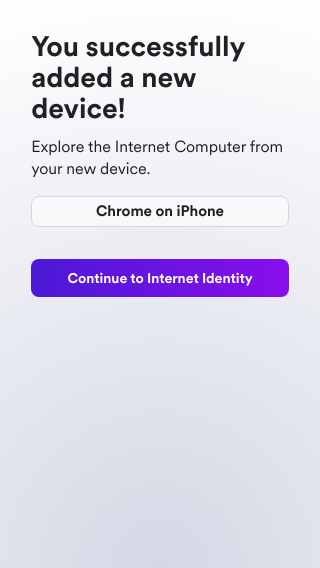 You successfully
added a new
device!
Explore the Internet Computer from
your new device.
Chrome on iPhone
Continue to Internet Identity